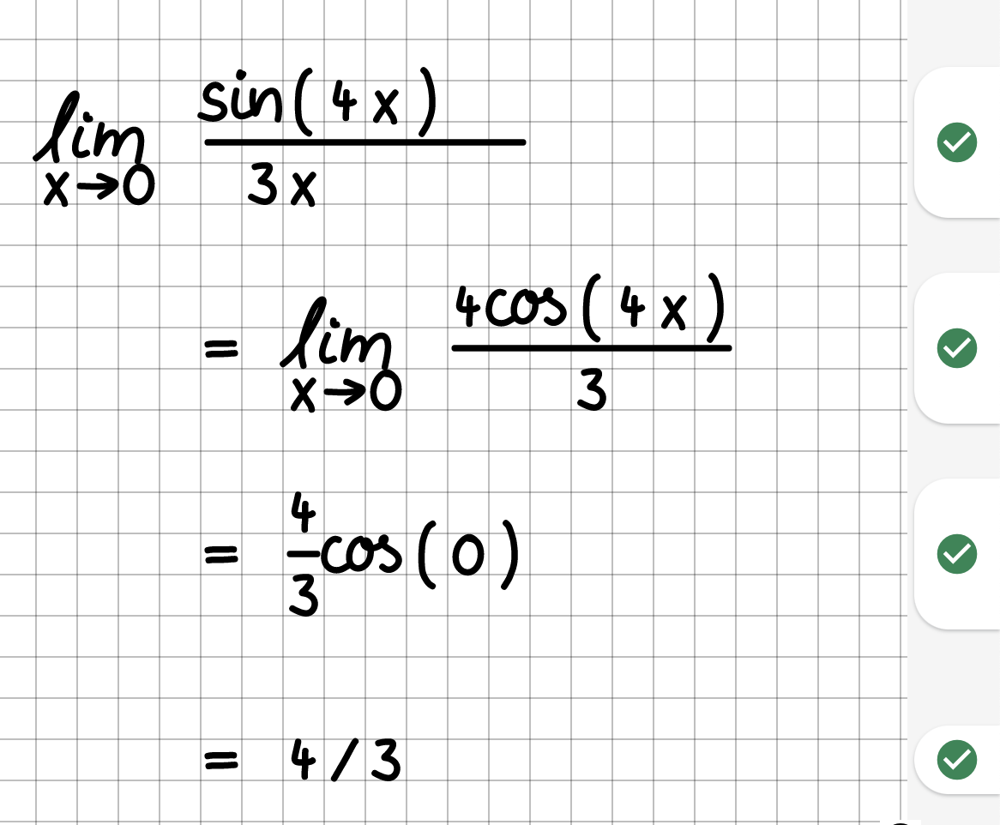 lim x→0 sin(4x) / 3x
= lim x→0 4cos(4x) / 3
= 4/3 cos(0)
= 4/3